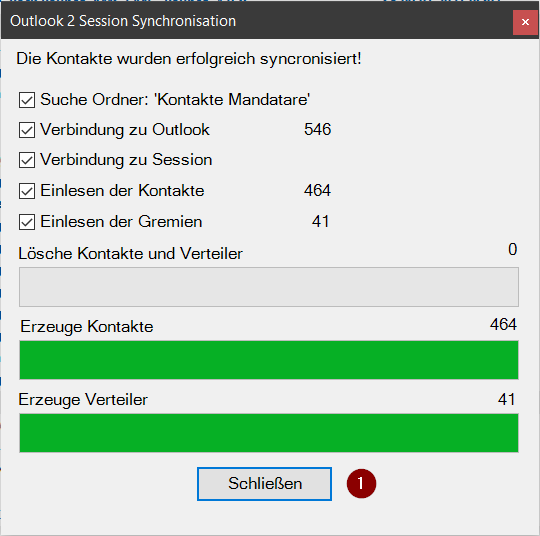 Outlook 2 Session Synchronisation
Die Kontakte wurden erfolgreich syncronisiert!
Suche Ordner: 'Kontakte Mandatare'
Verbindung zu Outlook 546
Verbindung zu Session
Einlesen der Kontakte 464
Einlesen der Gremien 41
Lösche Kontakte und Verteiler 0
Erzeuge Kontakte 464
Erzeuge Verteiler 41
Schließen 1